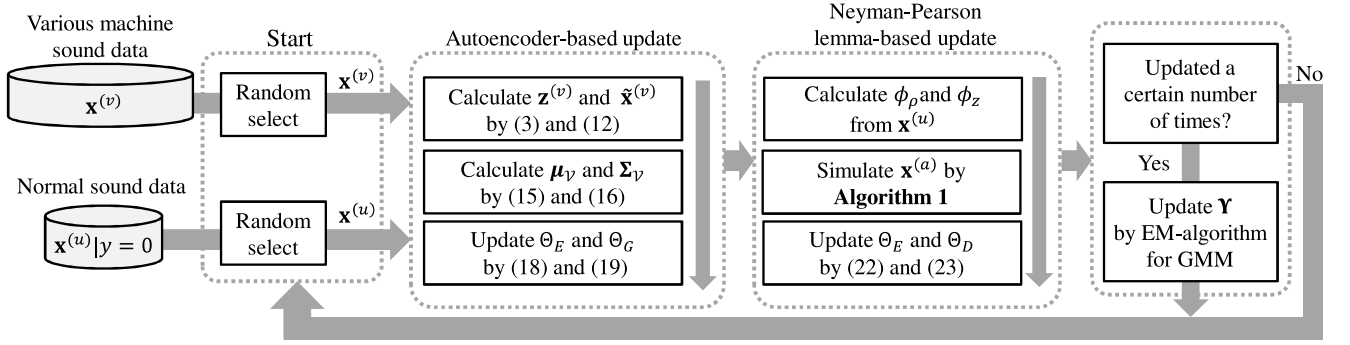 Various machine
sound data
𝐱⁽ᵛ⁾
Normal sound data
𝐱⁽ᵘ⁾|y = 0
Start
Random
select
𝐱⁽ᵛ⁾
Random
select
𝐱⁽ᵘ⁾
Autoencoder-based update
Calculate 𝐳⁽ᵛ⁾ and 𝐱̃⁽ᵛ⁾
by (3) and (12)
Calculate 𝛍_𝒱 and 𝚺_𝒱
by (15) and (16)
Update Θ_E and Θ_G
by (18) and (19)
Neyman-Pearson
lemma-based update
Calculate ϕ_ρ and ϕ_z
from 𝐱⁽ᵘ⁾
Simulate 𝐱⁽ᵃ⁾ by
Algorithm 1
Update Θ_E and Θ_D
by (22) and (23)
Updated a
certain number
of times?
No
Yes
Update 𝚼
by EM-algorithm
for GMM